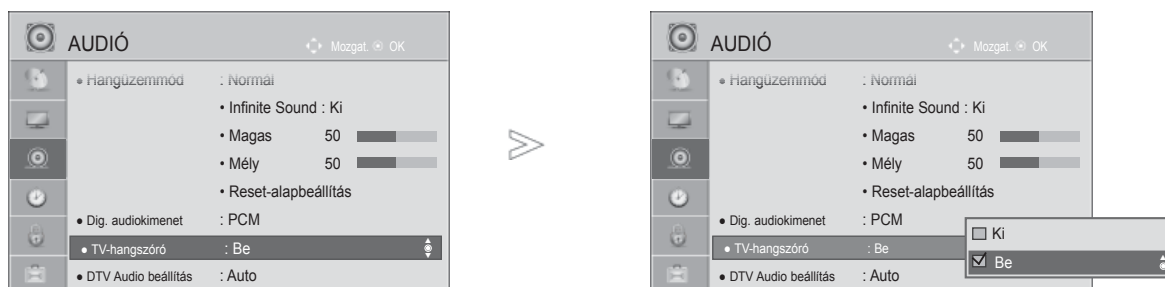 AUDIÓ Mozgat. OK
• Hangüzemmód : Normál
• Infinite Sound : Ki
• Magas 50
• Mély 50
• Reset-alapbeállítás
• Dig. audiokimenet : PCM
• TV-hangszóró : Be
• DTV Audio beállítás : Auto
AUDIÓ Mozgat. OK
• Hangüzemmód : Normál
• Infinite Sound : Ki
• Magas 50
• Mély 50
• Reset-alapbeállítás
• Dig. audiokimenet : PCM
• TV-hangszóró : Be
• DTV Audio beállítás : Auto
Ki
Be